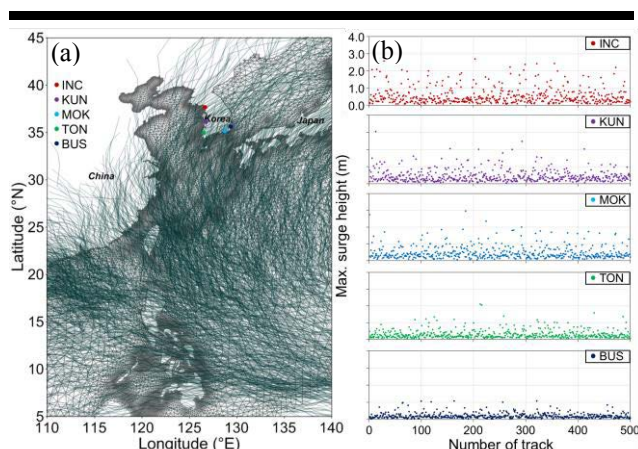 (a)
INC
KUN
MOK
TON
BUS
Korea
Japan
China
45
40
35
30
25
20
15
10
5
Latitude (°N)
110 115 120 125 130 135 140
Longitude (°E)
(b)
INC
4.0
3.0
2.0
1.0
0.0
KUN
MOK
TON
BUS
Max. surge height (m)
0 100 200 300 400 500
Number of track